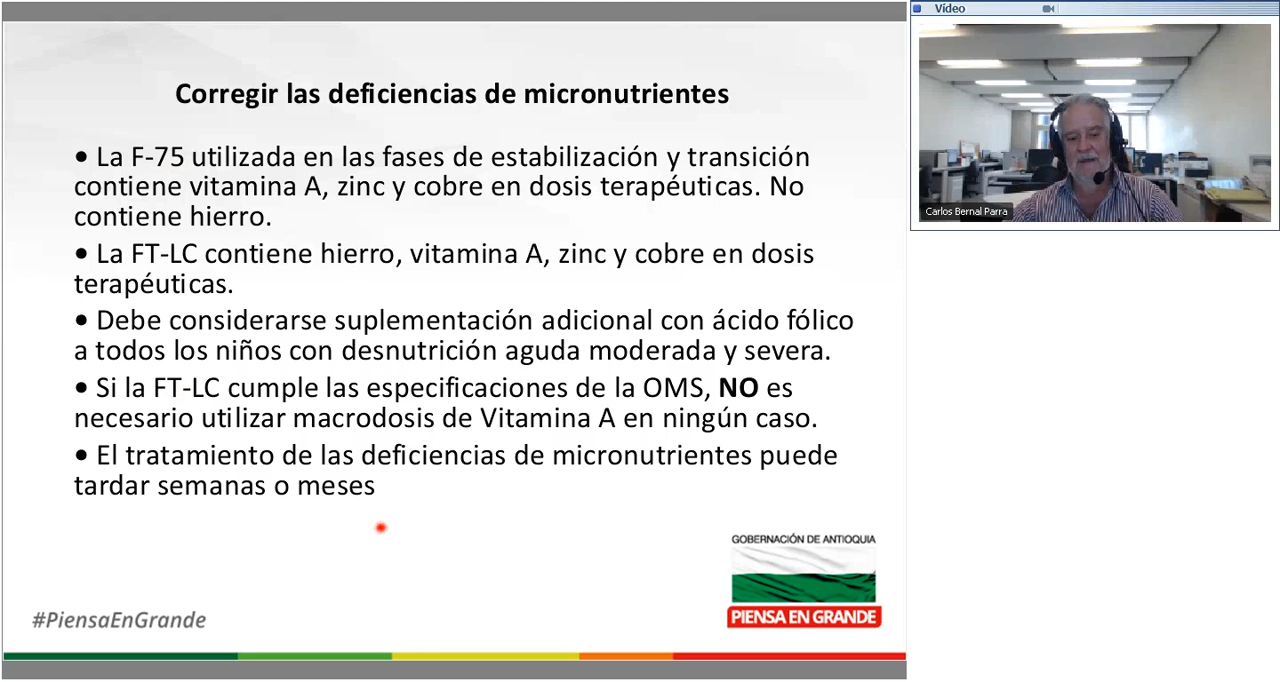 Corregir las deficiencias de micronutrientes
• La F-75 utilizada en las fases de estabilización y transición
contiene vitamina A, zinc y cobre en dosis terapéuticas. No
contiene hierro.
• La FT-LC contiene hierro, vitamina A, zinc y cobre en dosis
terapéuticas.
• Debe considerarse suplementación adicional con ácido fólico
a todos los niños con desnutrición aguda moderada y severa.
• Si la FT-LC cumple las especificaciones de la OMS, NO es
necesario utilizar macrodosis de Vitamina A en ningún caso.
• El tratamiento de las deficiencias de micronutrientes puede
tardar semanas o meses
GOBERNACIÓN DE ANTIOQUIA
PIENSA EN GRANDE
#PiensaEnGrande
Vídeo
Carlos Bernal Parra